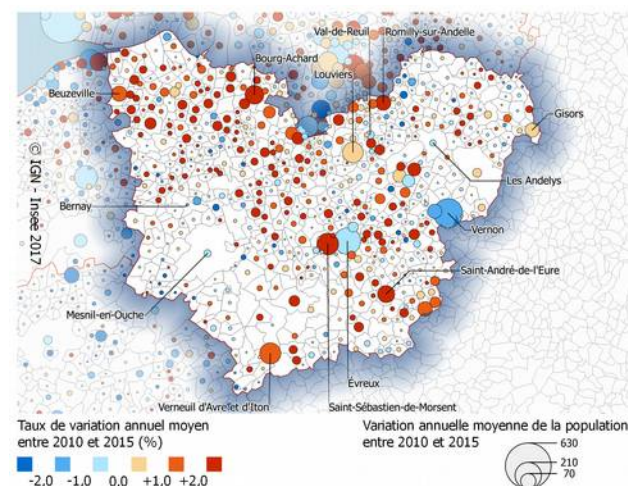 Val-de-Reuil
Romilly-sur-Andelle
Bourg-Achard
Louviers
Beuzeville
Gisors
© IGN - Insee 2017
Les Andelys
Bernay
Vernon
Saint-André-de-l'Eure
Mesnil-en-Ouche
Évreux
Verneuil d'Avre et d'Iton
Saint-Sébastien-de-Morsent
Taux de variation annuel moyen
entre 2010 et 2015 (%)
-2.0 -1.0 0.0 +1.0 +2.0
Variation annuelle moyenne de la population
entre 2010 et 2015
630
210
70